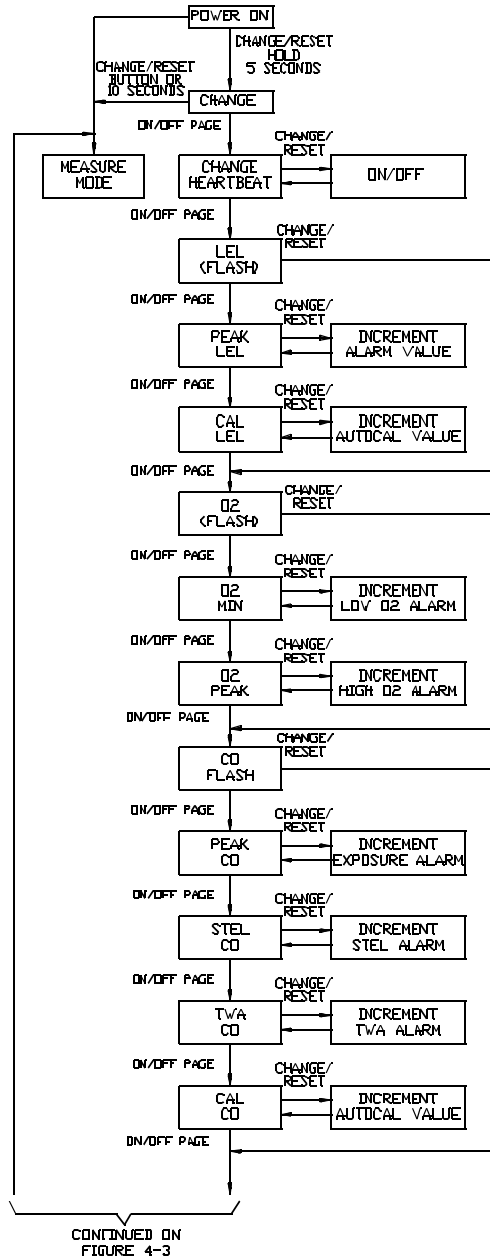 POWER ON
CHANGE/RESET
HOLD
5 SECONDS
CHANGE/RESET
BUTTON OR
10 SECONDS
CHANGE
ON/OFF PAGE
CHANGE/
RESET
MEASURE
MODE
CHANGE
HEARTBEAT
ON/OFF
ON/OFF PAGE
CHANGE/
RESET
LEL
(FLASH)
ON/OFF PAGE
CHANGE/
RESET
PEAK
LEL
INCREMENT
ALARM VALUE
ON/OFF PAGE
CHANGE/
RESET
CAL
LEL
INCREMENT
AUTOCAL VALUE
ON/OFF PAGE
CHANGE/
RESET
O2
(FLASH)
ON/OFF PAGE
CHANGE/
RESET
O2
MIN
INCREMENT
LOW O2 ALARM
ON/OFF PAGE
CHANGE/
RESET
O2
PEAK
INCREMENT
HIGH O2 ALARM
ON/OFF PAGE
CHANGE/
RESET
CO
FLASH
ON/OFF PAGE
CHANGE/
RESET
PEAK
CO
INCREMENT
EXPOSURE ALARM
ON/OFF PAGE
CHANGE/
RESET
STEL
CO
INCREMENT
STEL ALARM
ON/OFF PAGE
CHANGE/
RESET
TWA
CO
INCREMENT
TWA ALARM
ON/OFF PAGE
CHANGE/
RESET
CAL
CO
INCREMENT
AUTOCAL VALUE
ON/OFF PAGE
CONTINUED ON
FIGURE 4-3